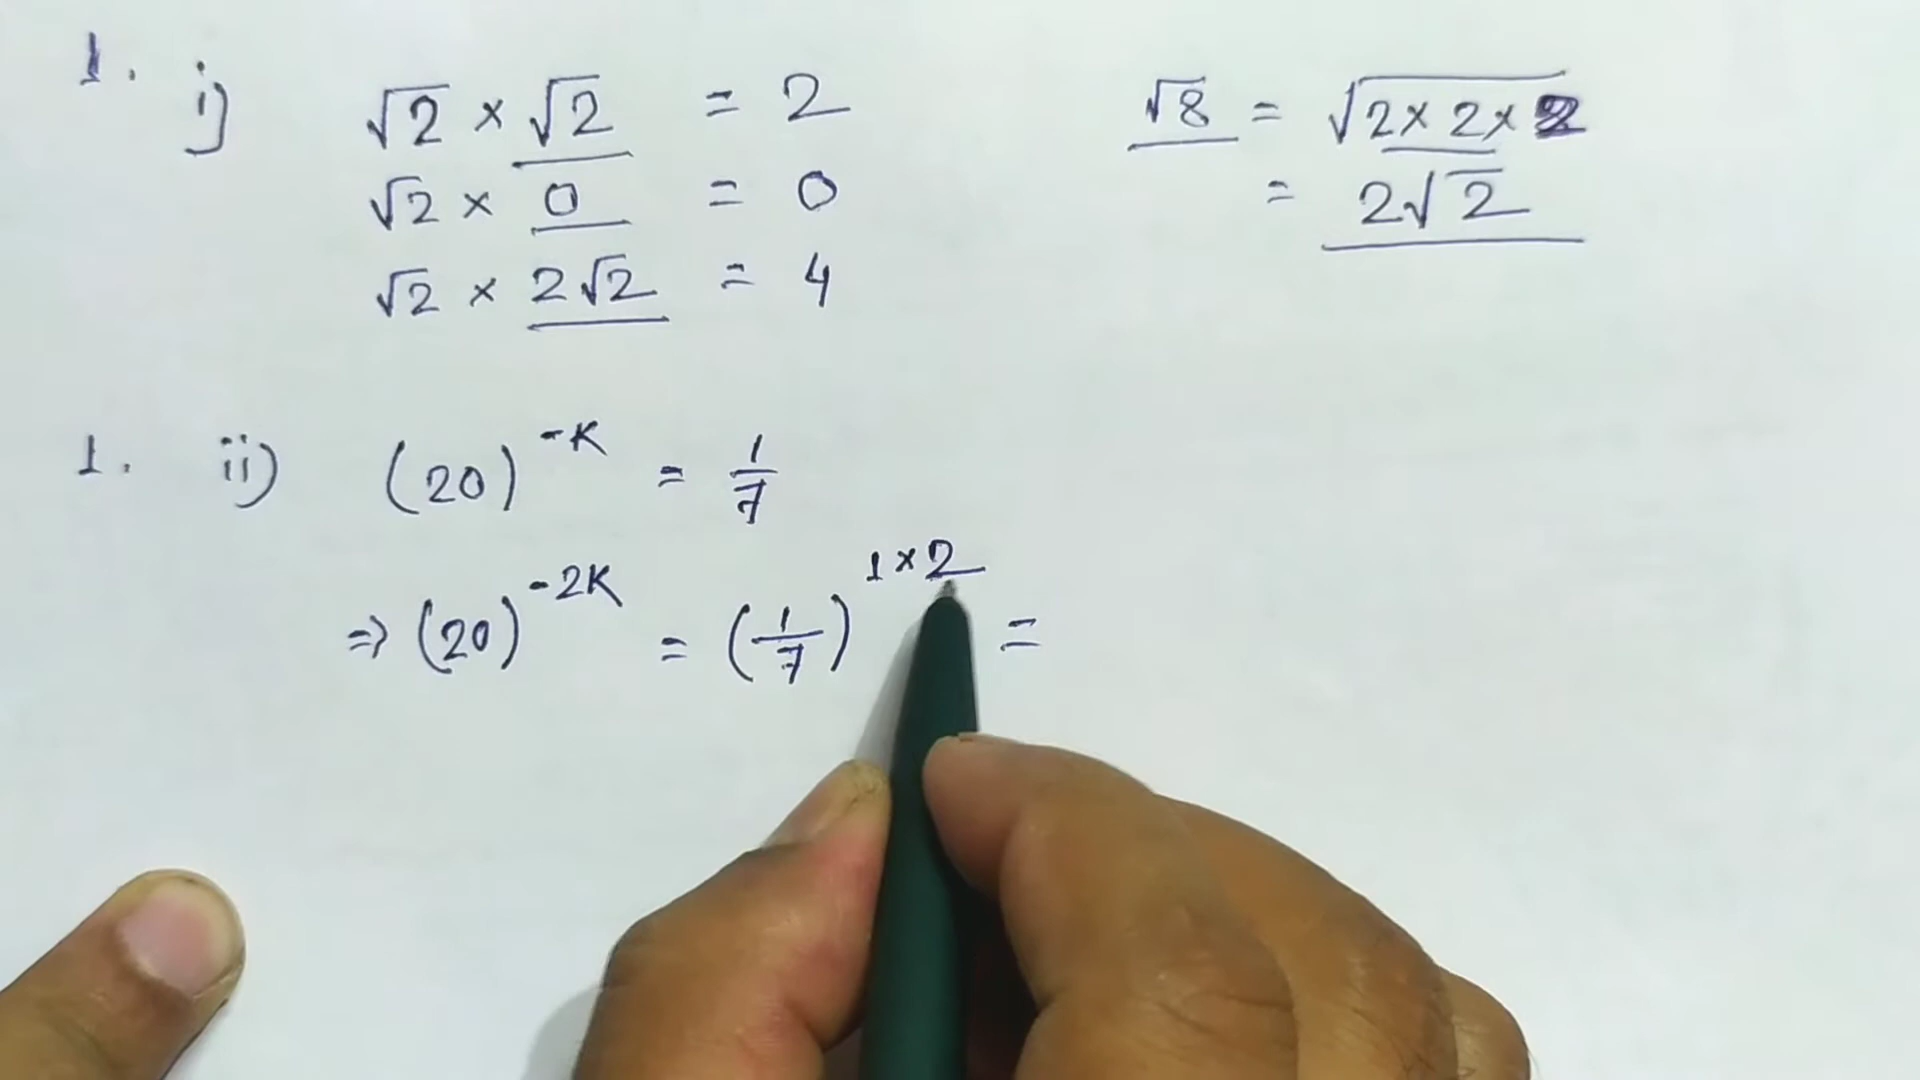 1. i) √2 × √2 = 2
√2 × 0 = 0
√2 × 2√2 = 4
√8 = √2×2×2
= 2√2
1. ii) (20)^-K = 1/7
⇒ (20)^-2K = (1/7)^1×2 =